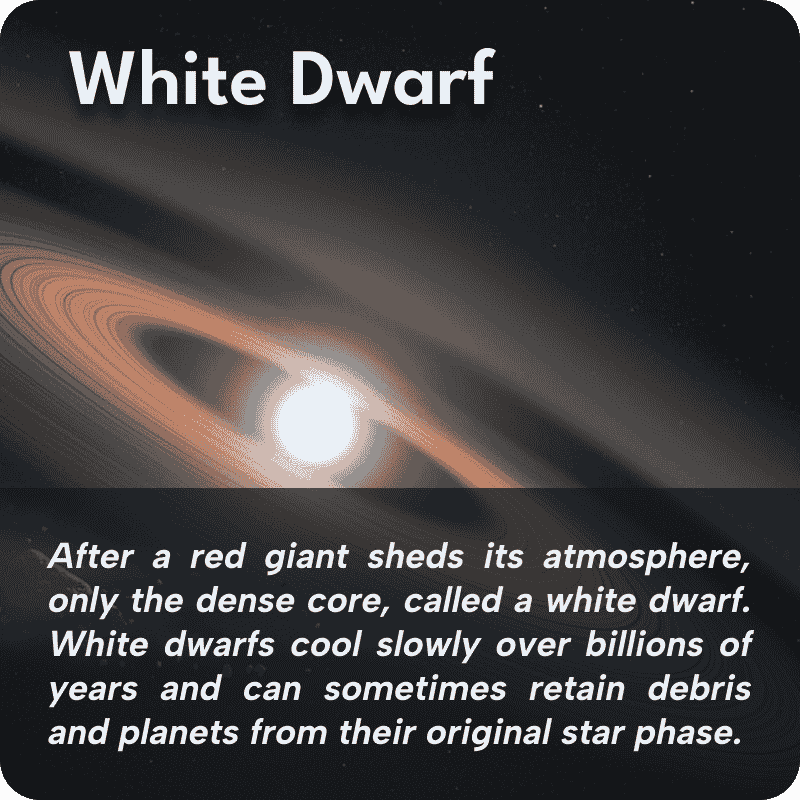 White Dwarf
After a red giant sheds its atmosphere,
only the dense core, called a white dwarf.
White dwarfs cool slowly over billions of
years and can sometimes retain debris
and planets from their original star phase.